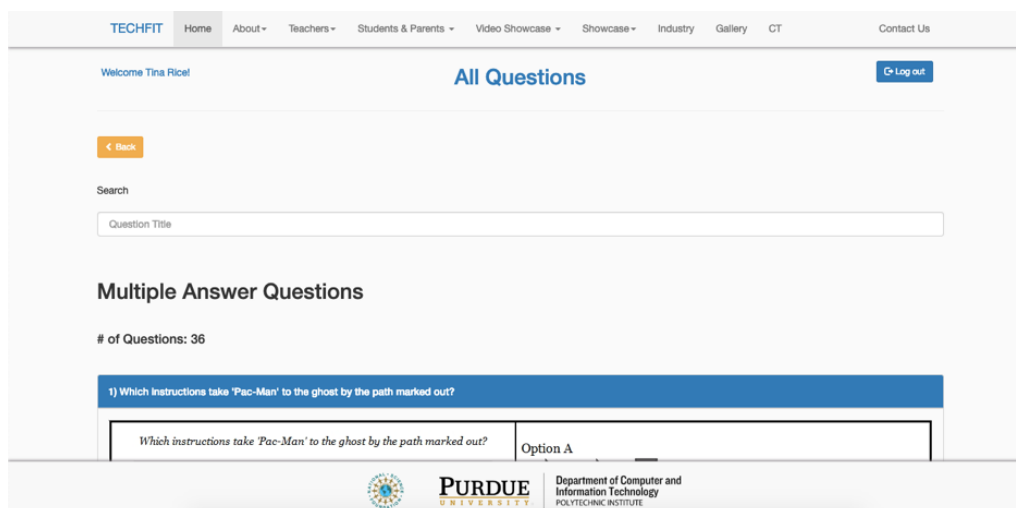 TECHFIT Home About Teachers Students & Parents Video Showcase Showcase Industry Gallery CT Contact Us
Welcome Tina Rice!
All Questions
Log out
Back
Search
Question Title
Multiple Answer Questions
# of Questions: 36
1) Which Instructions take 'Pac-Man' to the ghost by the path marked out?
Which instructions take 'Pac-Man' to the ghost by the path marked out?
Option A
PURDUE
UNIVERSITY
Department of Computer and
Information Technology
POLYTECHNIC INSTITUTE